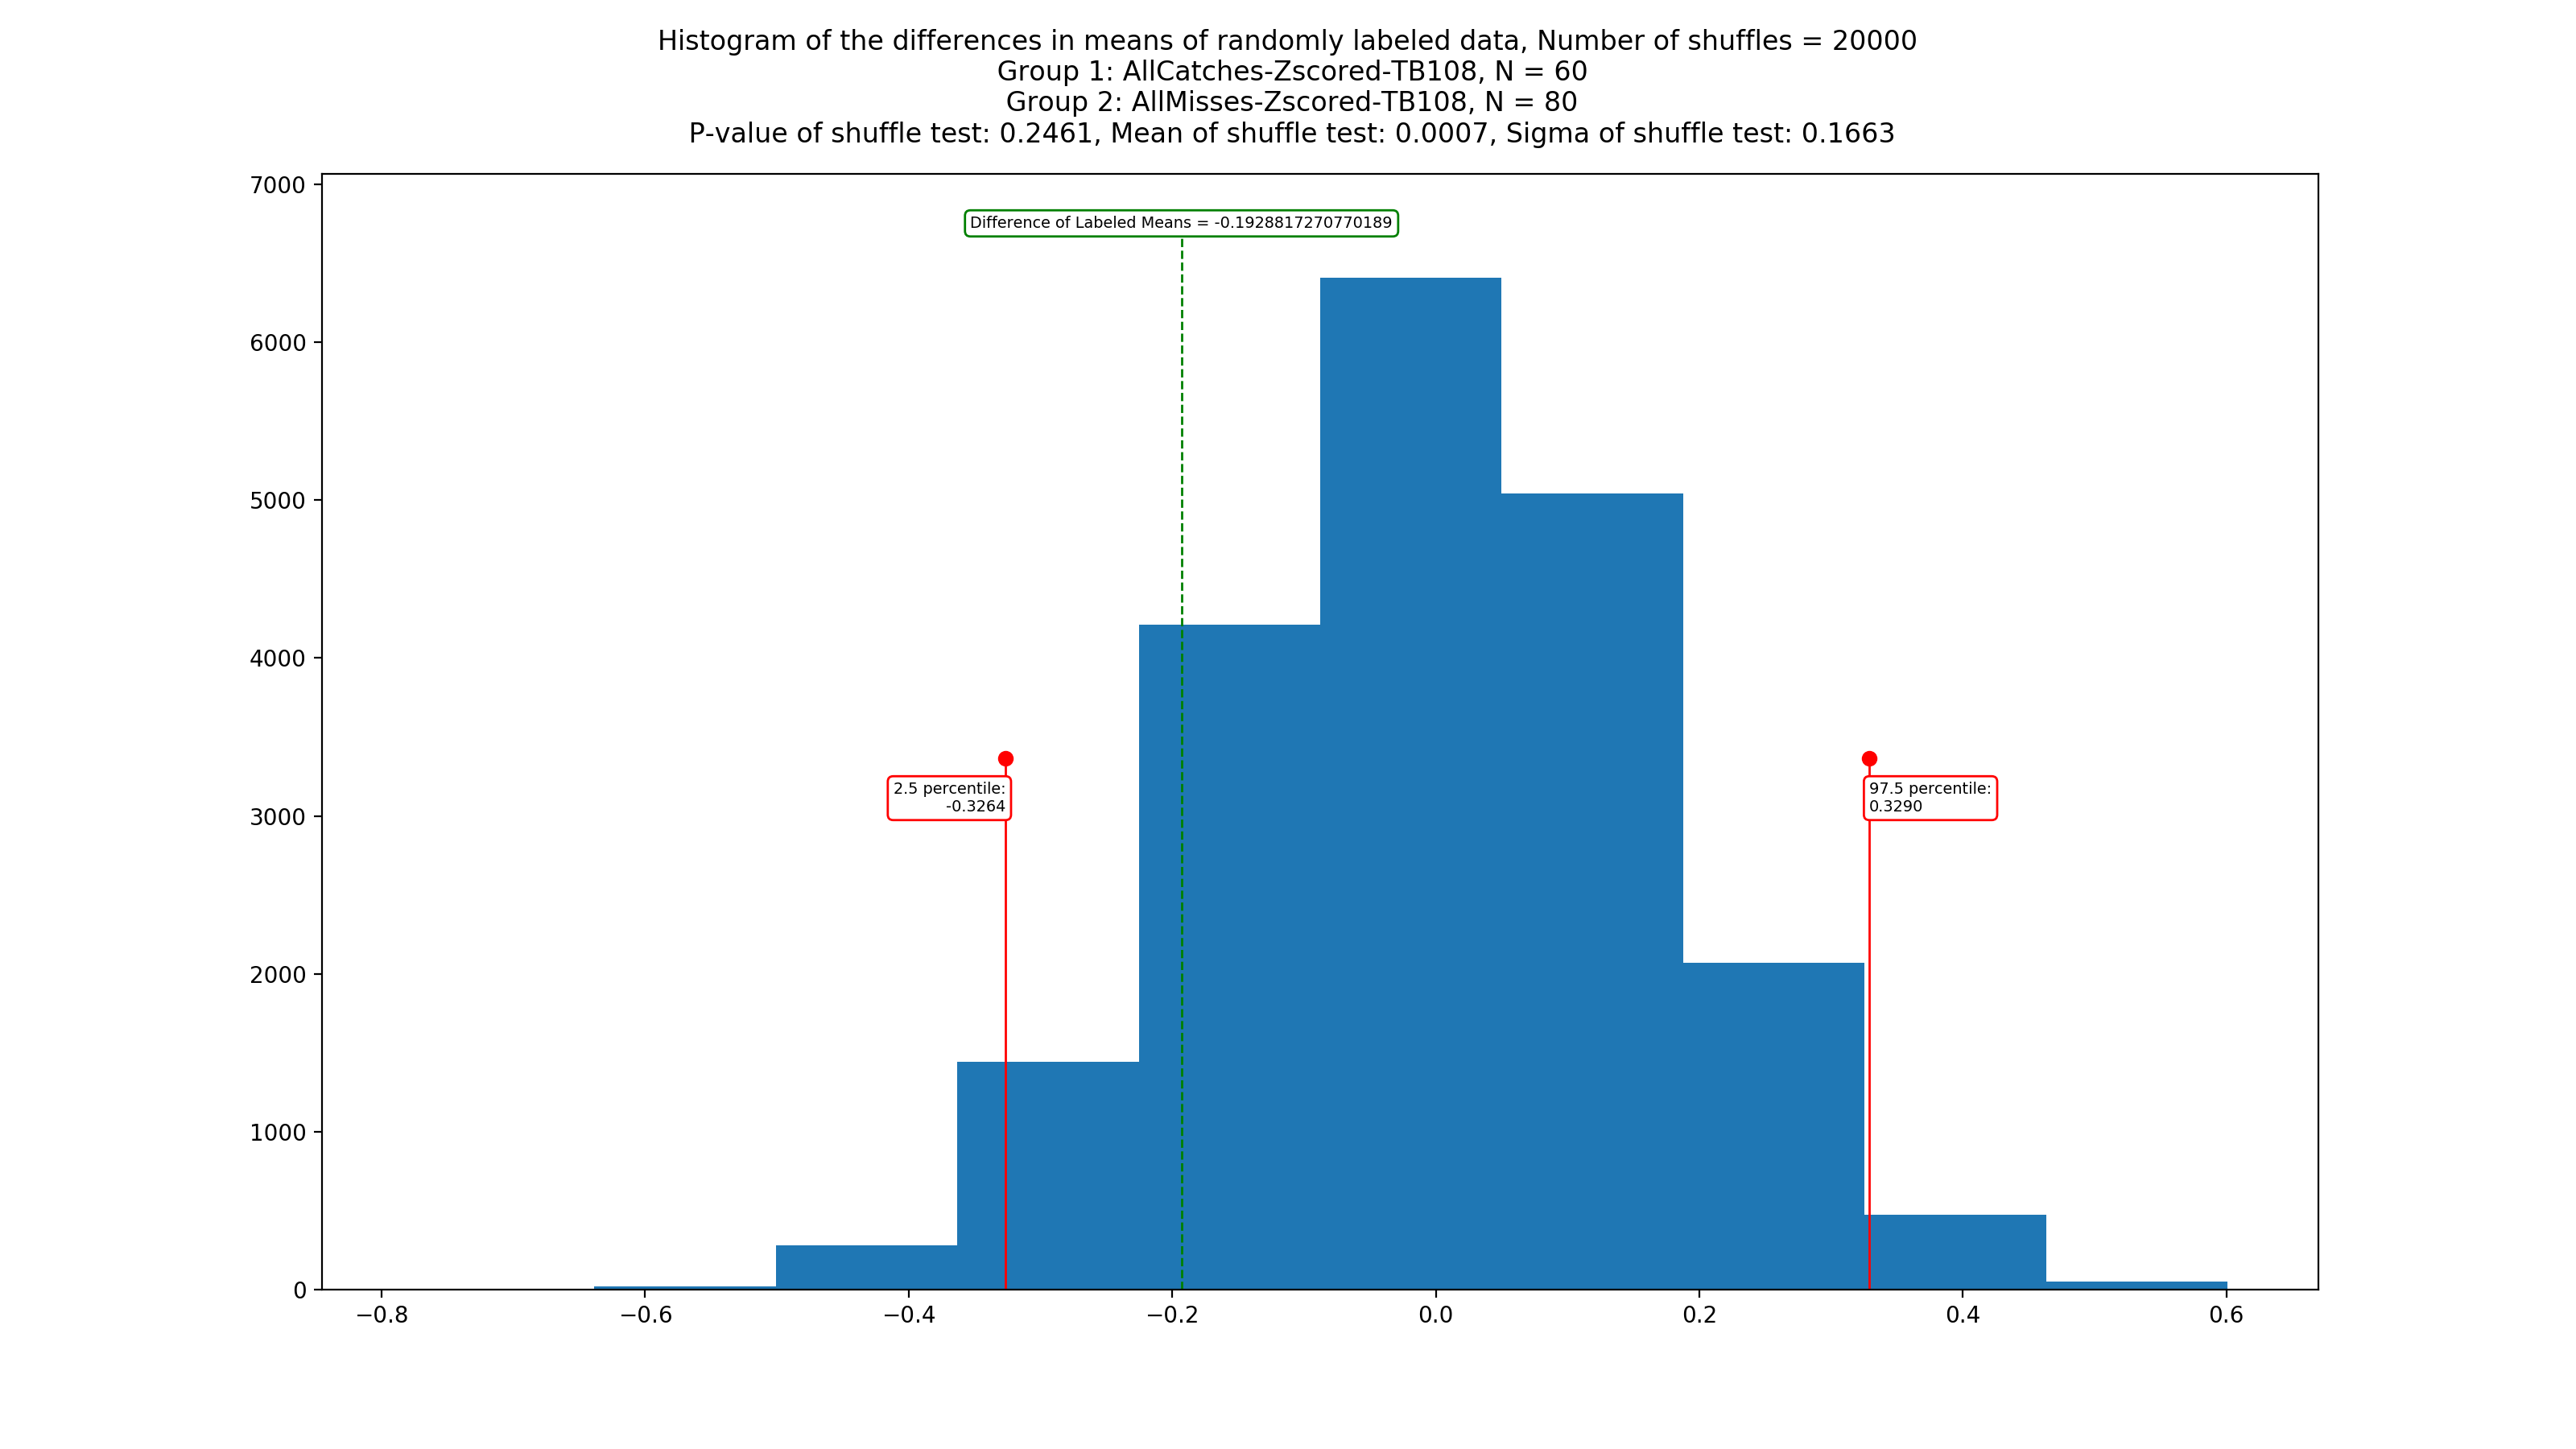 Histogram of the differences in means of randomly labeled data, Number of shuffles = 20000
Group 1: AllCatches-Zscored-TB108, N = 60
Group 2: AllMisses-Zscored-TB108, N = 80
P-value of shuffle test: 0.2461, Mean of shuffle test: 0.0007, Sigma of shuffle test: 0.1663
7000
Difference of Labeled Means = -0.1928817270770189
6000
5000
4000
2.5 percentile:
-0.3264
97.5 percentile:
0.3290
3000
2000
1000
0
−0.8 −0.6 −0.4 −0.2 0.0 0.2 0.4 0.6